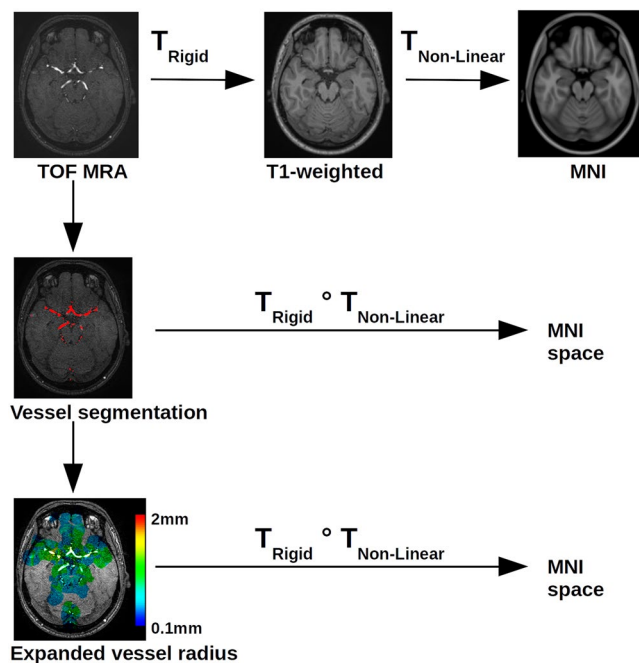 T Rigid
T Non-Linear
TOF MRA
T1-weighted
MNI
T Rigid ° T Non-Linear
MNI
space
Vessel segmentation
2mm
0.1mm
T Rigid ° T Non-Linear
MNI
space
Expanded vessel radius